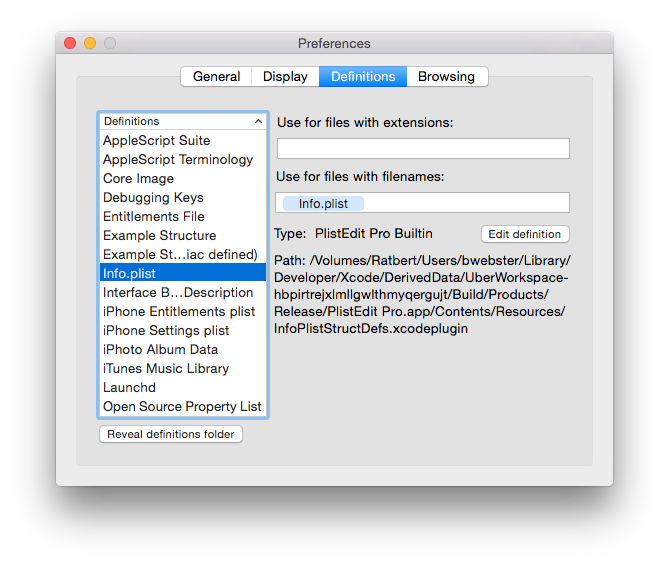 Preferences
General Display Definitions Browsing
Definitions
AppleScript Suite
AppleScript Terminology
Core Image
Debugging Keys
Entitlements File
Example Structure
Example St...iac defined)
Info.plist
Interface B...Description
iPhone Entitlements plist
iPhone Settings plist
iPhoto Album Data
iTunes Music Library
Launchd
Open Source Property List
Reveal definitions folder
Use for files with extensions:
Use for files with filenames:
Info.plist
Type: PlistEdit Pro Builtin
Edit definition
Path: /Volumes/Ratbert/Users/bwebster/Library/
Developer/Xcode/DerivedData/UberWorkspace-
hbpirtrejxlmllgwlthmyqergujt/Build/Products/
Release/PlistEdit Pro.app/Contents/Resources/
InfoPlistStructDefs.xcodeplugin